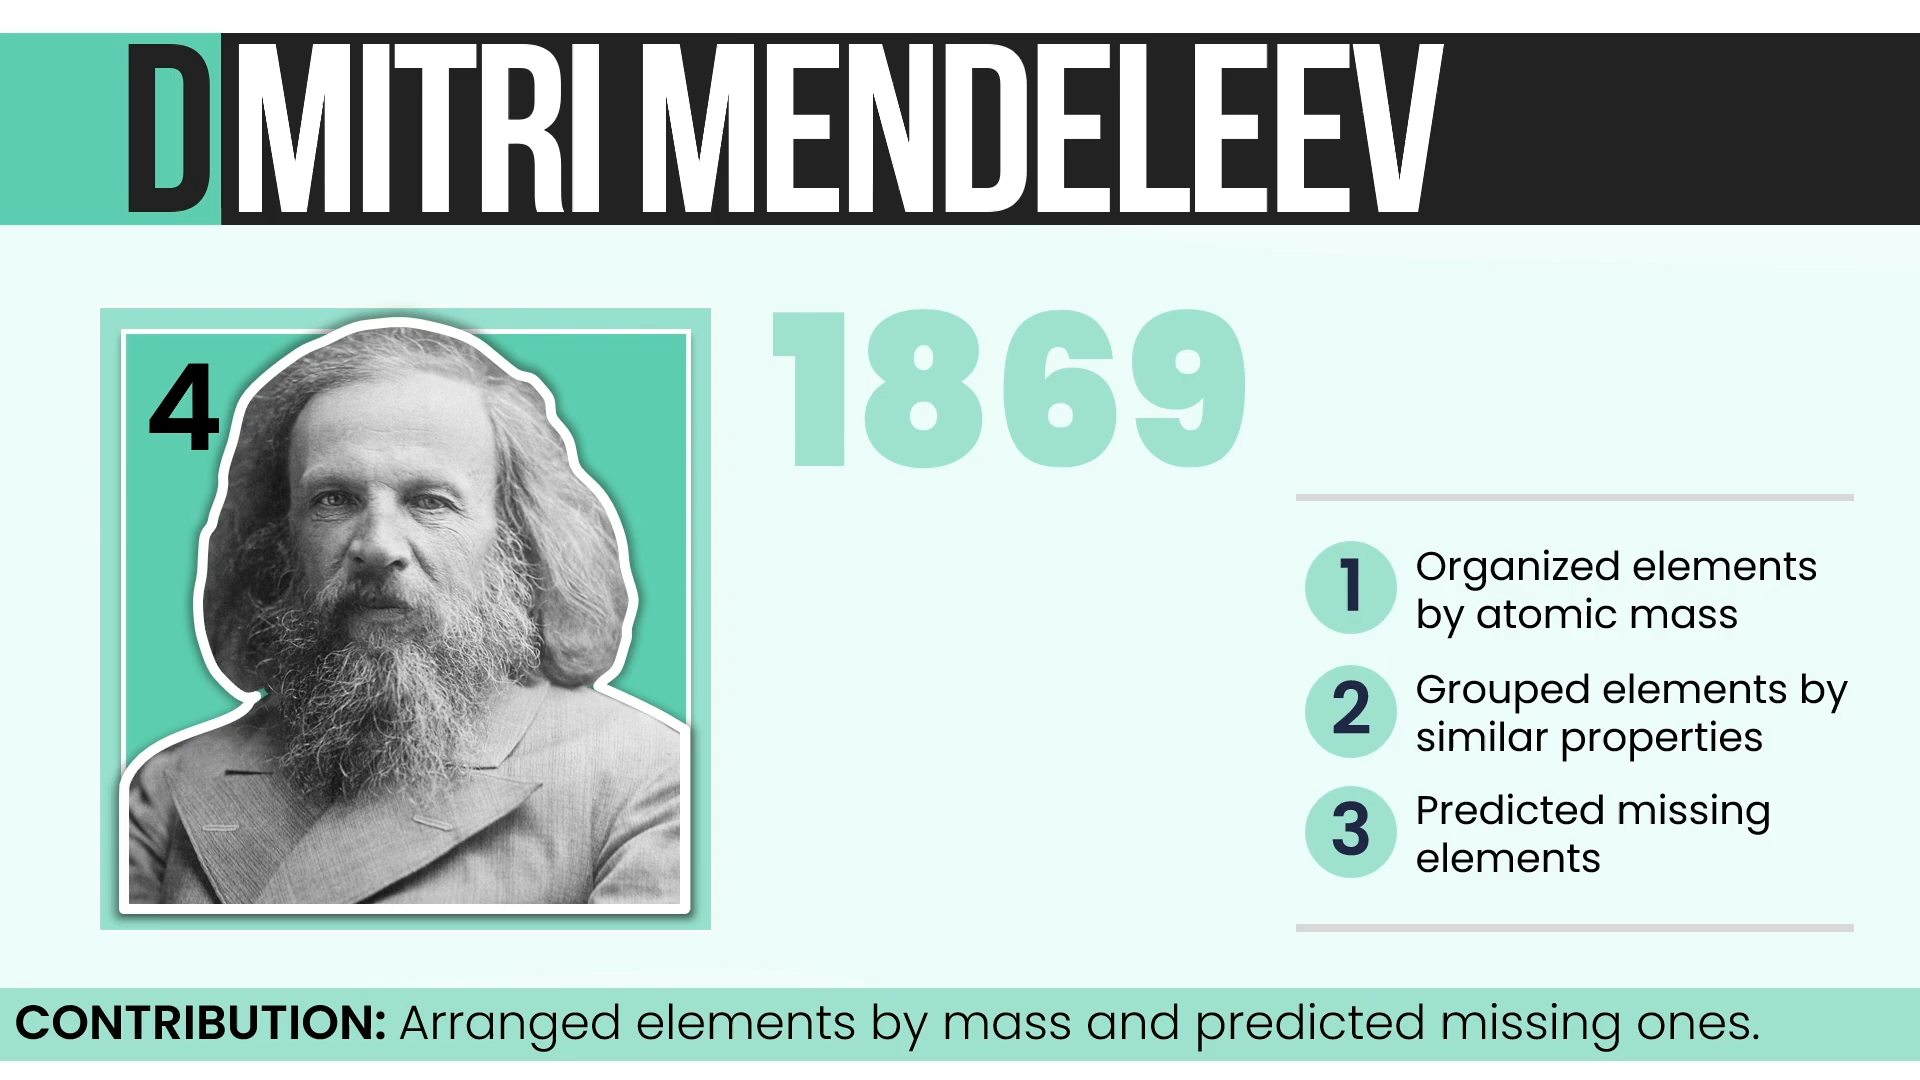 DMITRI MENDELEEV
4
1869
1 Organized elements
by atomic mass
2 Grouped elements by
similar properties
3 Predicted missing
elements
CONTRIBUTION: Arranged elements by mass and predicted missing ones.